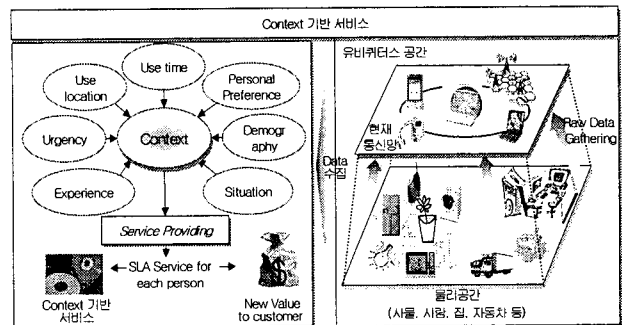 Context 기반 서비스
Use time
Use
location
Personal
Preference
Urgency
Context
Demogr
aphy
Experience
Situation
Service Providing
SLA Service for
each person
Context 기반
서비스
New Value
to customer
Data
수집
유비쿼터스 공간
현재
통신망
Raw Data
Gathering
물리공간
(사물, 사람, 집, 자동차 등)